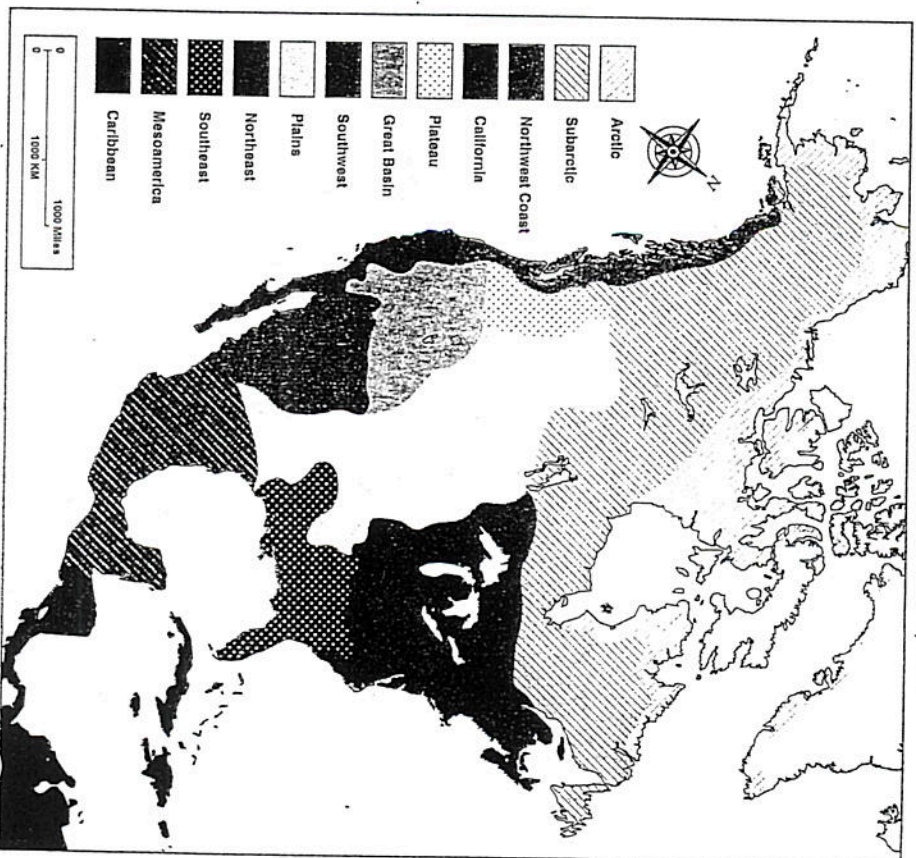 N
Arctic
Subarctic
Northwest Coast
California
Plateau
Great Basin
Southwest
Plains
Northeast
Southeast
Mesoamerica
Caribbean
0 1000 Miles
0 1000 KM